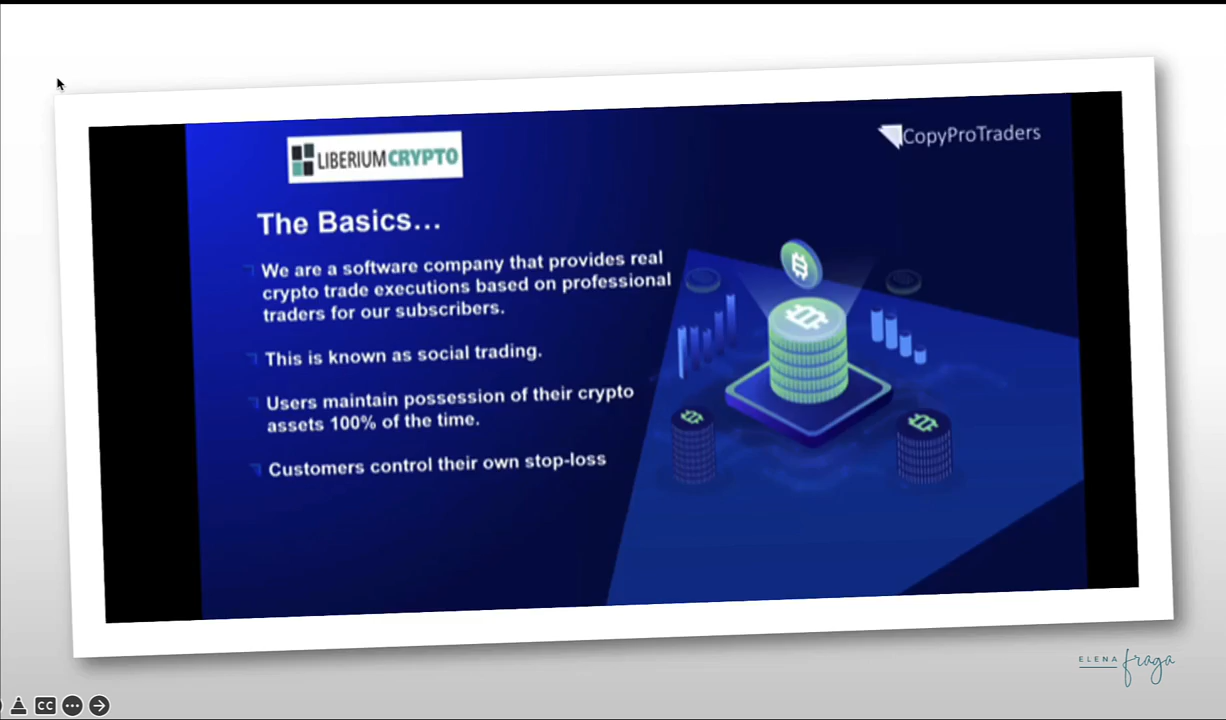 LIBERIUMCRYPTO
CopyProTraders
The Basics...
We are a software company that provides real
crypto trade executions based on professional
traders for our subscribers.
This is known as social trading.
Users maintain possession of their crypto
assets 100% of the time.
Customers control their own stop-loss
ELENA fraga
CC